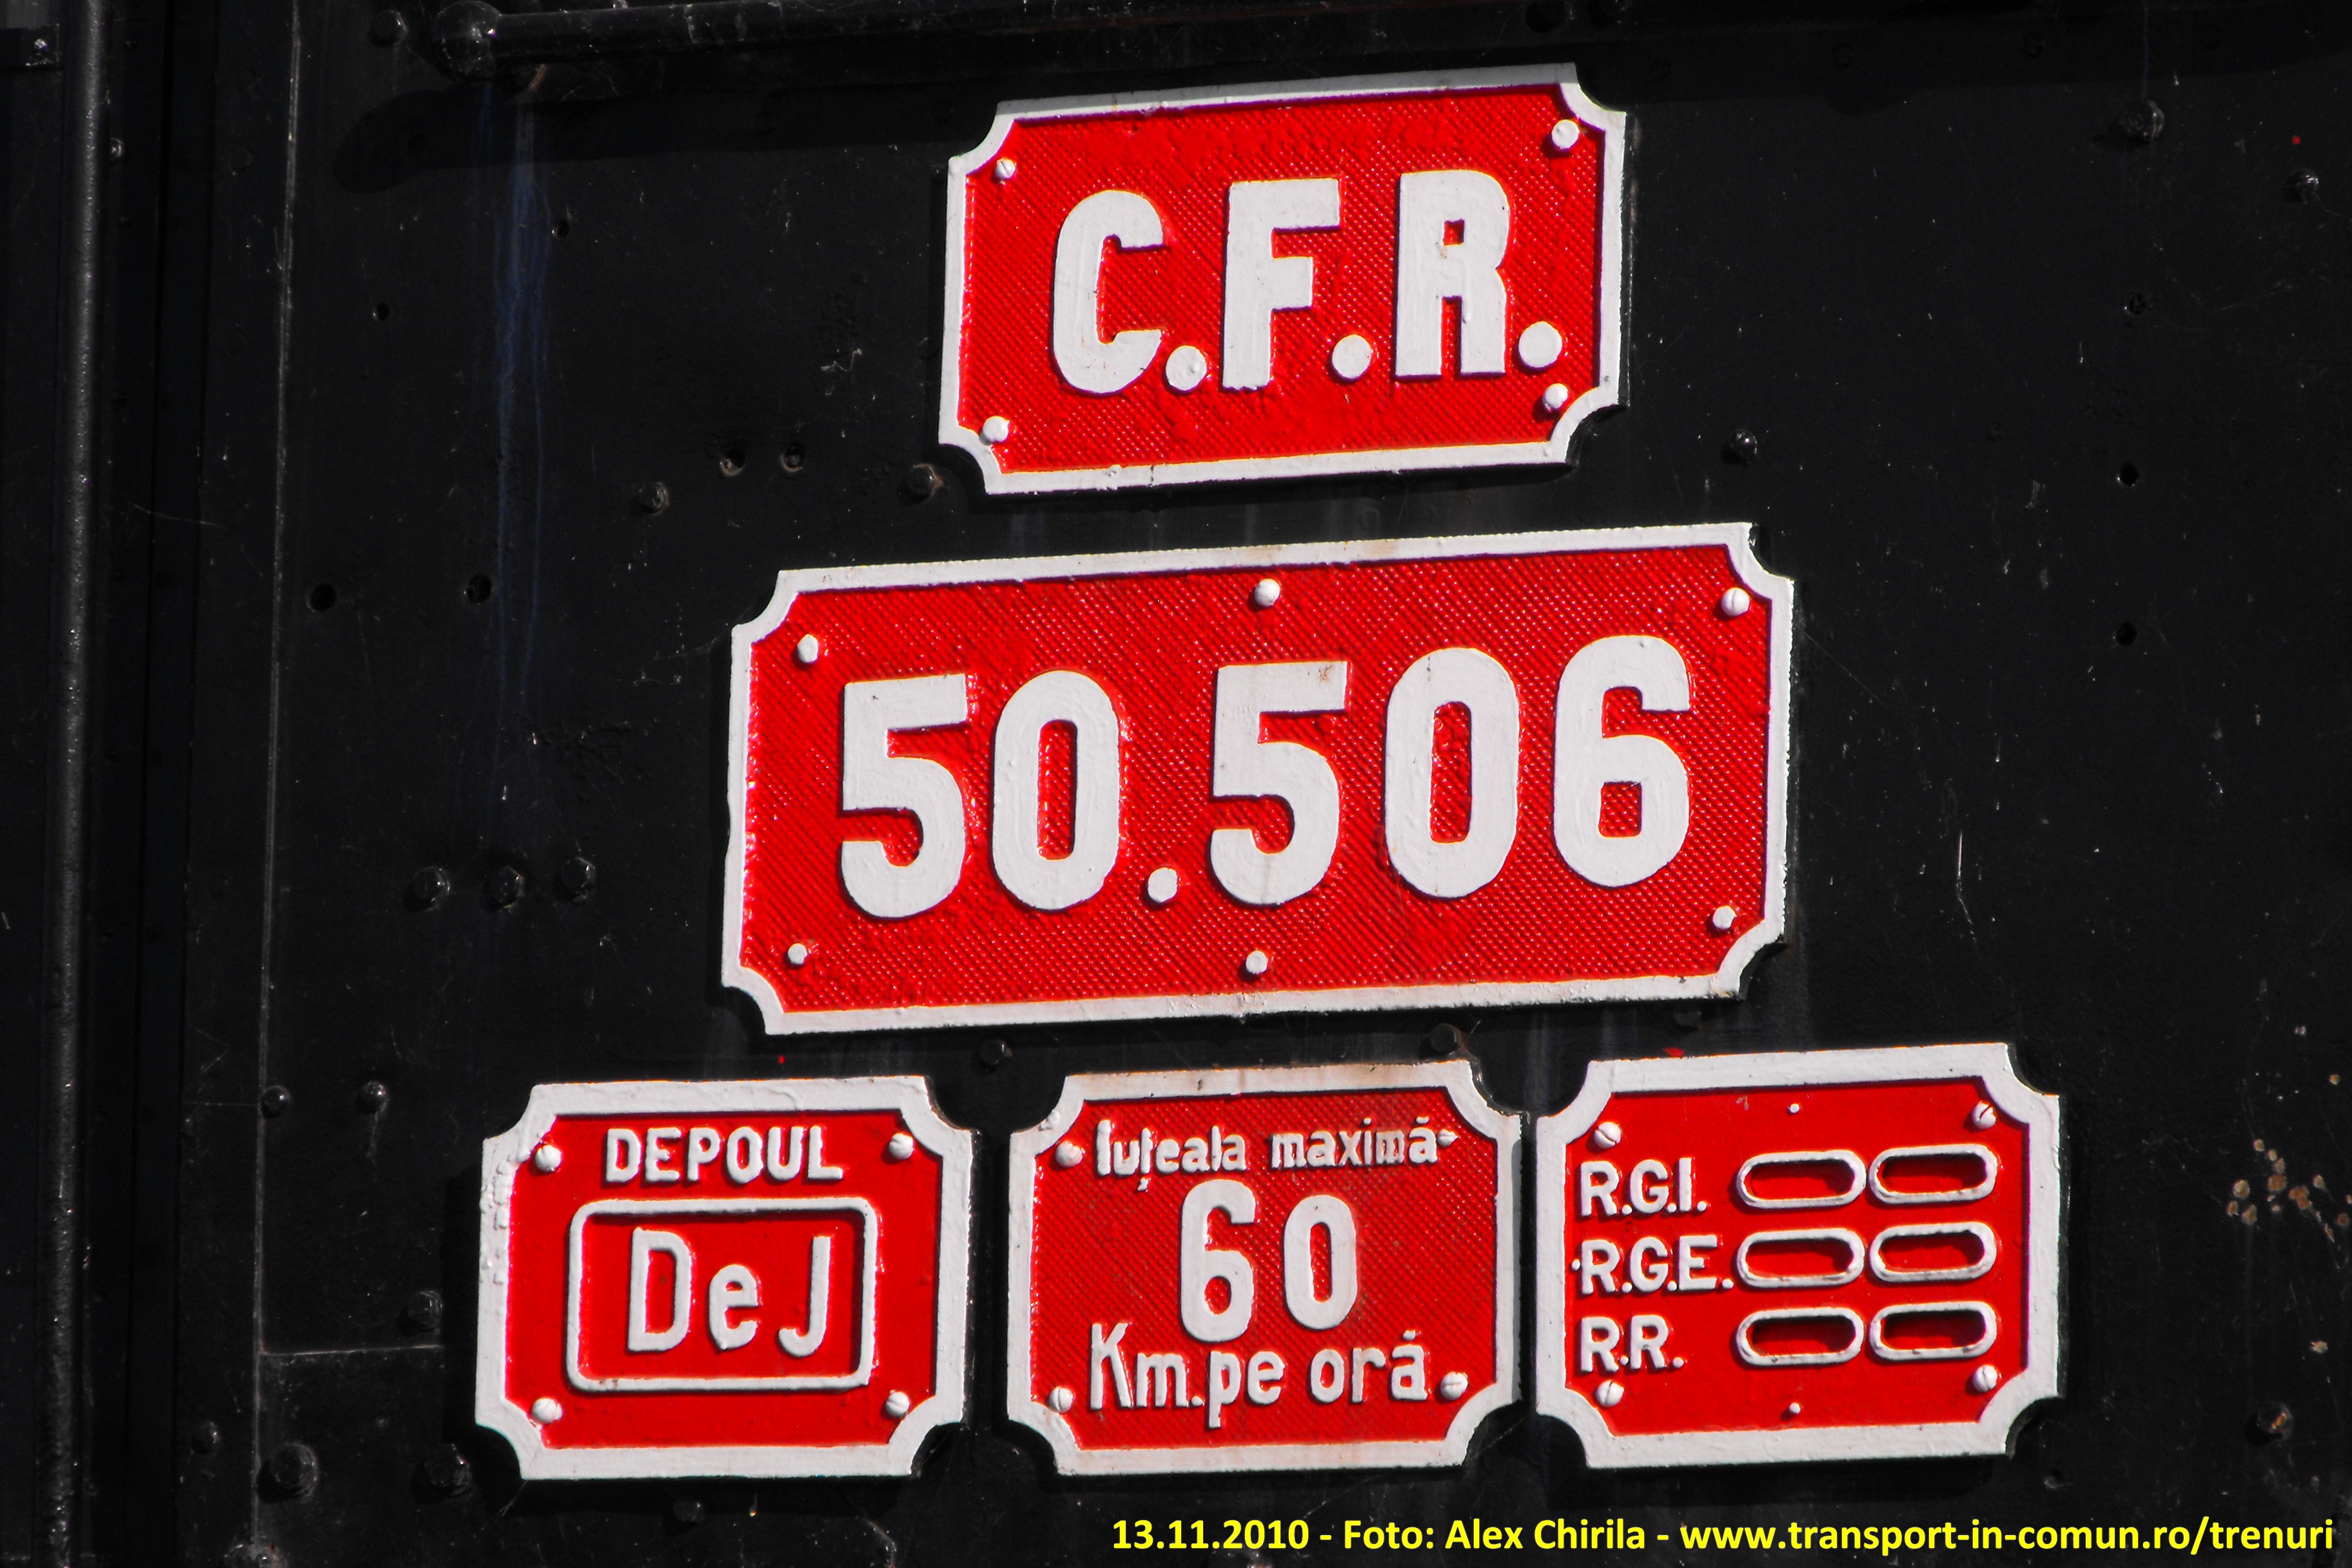 C.F.R.
50.506
DEPOUL
DeJ
Iuțeala maximă
60
Km.pe oră
R.G.I.
R.G.E.
R.R.
13.11.2010 - Foto: Alex Chirila - www.transport-in-comun.ro/trenuri